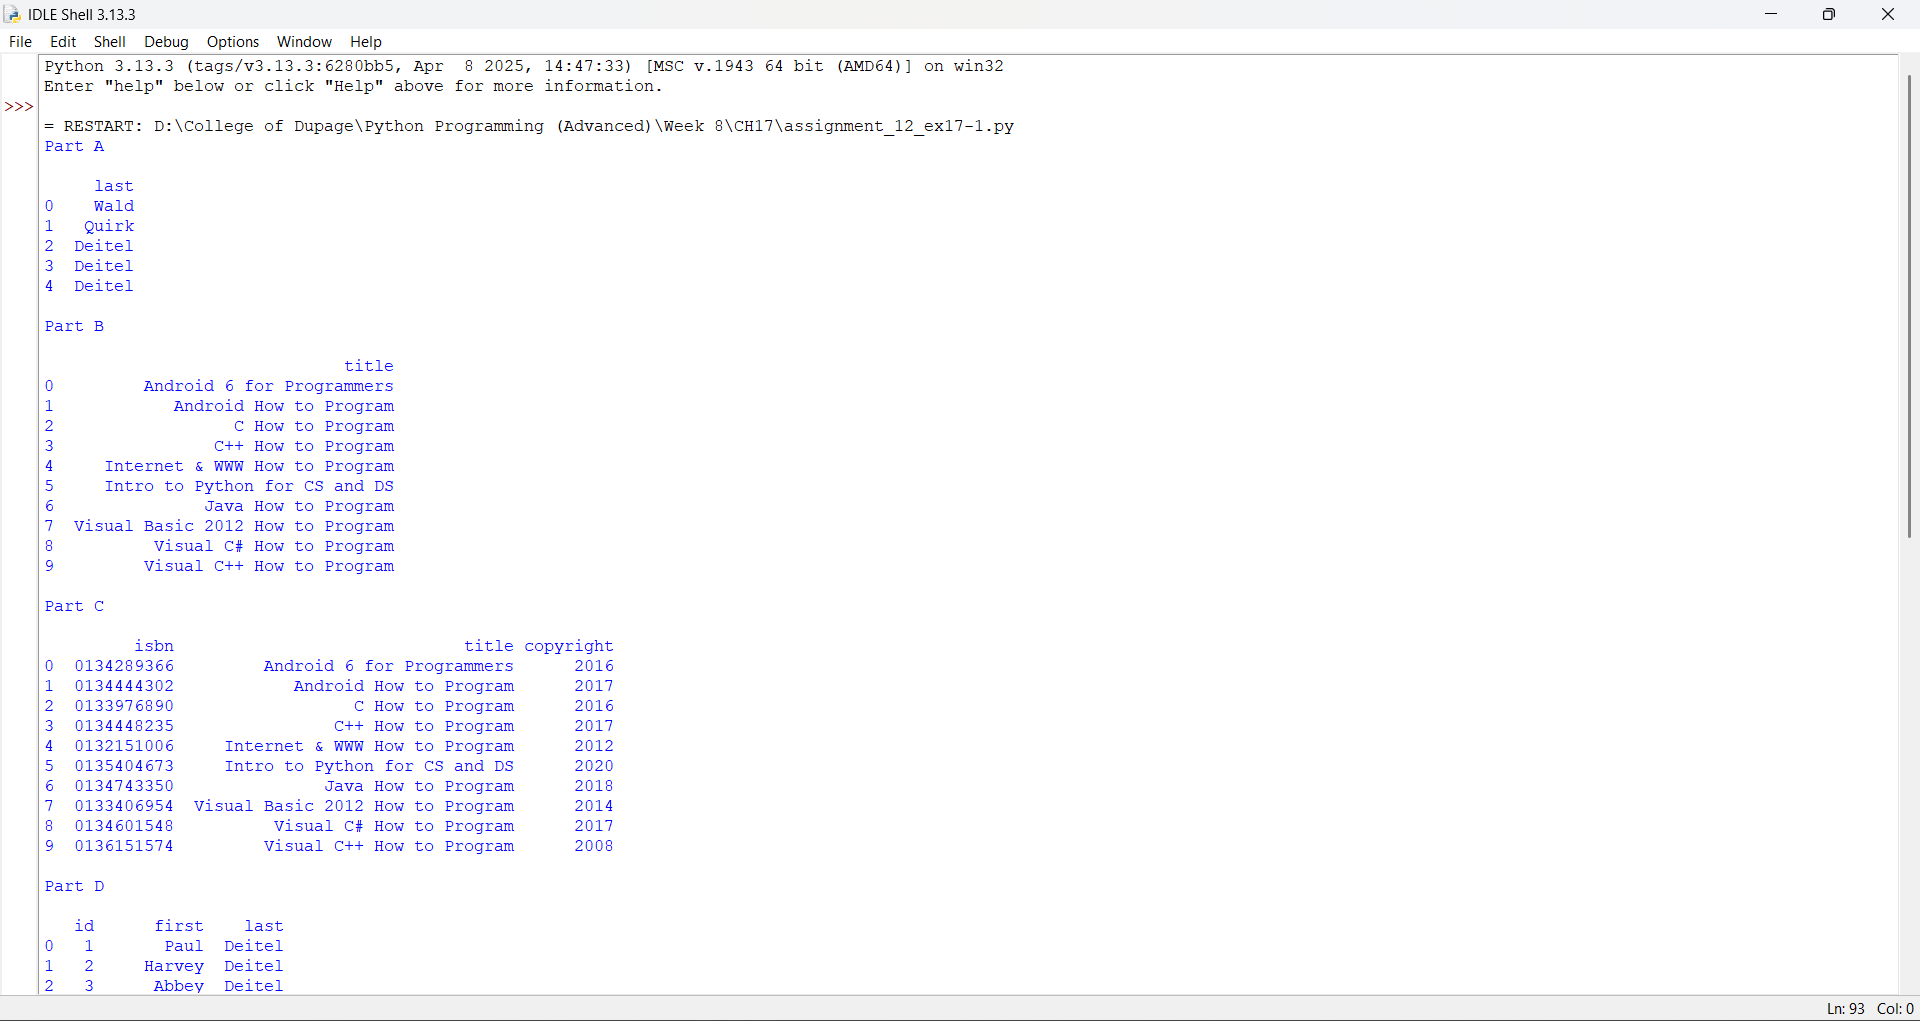 IDLE Shell 3.13.3
File Edit Shell Debug Options Window Help
Python 3.13.3 (tags/v3.13.3:6280bb5, Apr  8 2025, 14:47:33) [MSC v.1943 64 bit (AMD64)] on win32
Enter "help" below or click "Help" above for more information.
>>>
= RESTART: D:\College of Dupage\Python Programming (Advanced)\Week 8\CH17\assignment_12_ex17-1.py
Part A
     last
0    Wald
1   Quirk
2  Deitel
3  Deitel
4  Deitel
Part B
                              title
0         Android 6 for Programmers
1            Android How to Program
2                  C How to Program
3                C++ How to Program
4     Internet & WWW How to Program
5     Intro to Python for CS and DS
6               Java How to Program
7  Visual Basic 2012 How to Program
8          Visual C# How to Program
9         Visual C++ How to Program
Part C
         isbn                             title copyright
0  0134289366         Android 6 for Programmers      2016
1  0134444302            Android How to Program      2017
2  0133976890                  C How to Program      2016
3  0134448235                C++ How to Program      2017
4  0132151006     Internet & WWW How to Program      2012
5  0135404673     Intro to Python for CS and DS      2020
6  0134743350               Java How to Program      2018
7  0133406954  Visual Basic 2012 How to Program      2014
8  0134601548          Visual C# How to Program      2017
9  0136151574         Visual C++ How to Program      2008
Part D
   id      first    last
0   1       Paul  Deitel
1   2     Harvey  Deitel
2   3      Abbey  Deitel
Ln: 93 Col: 0